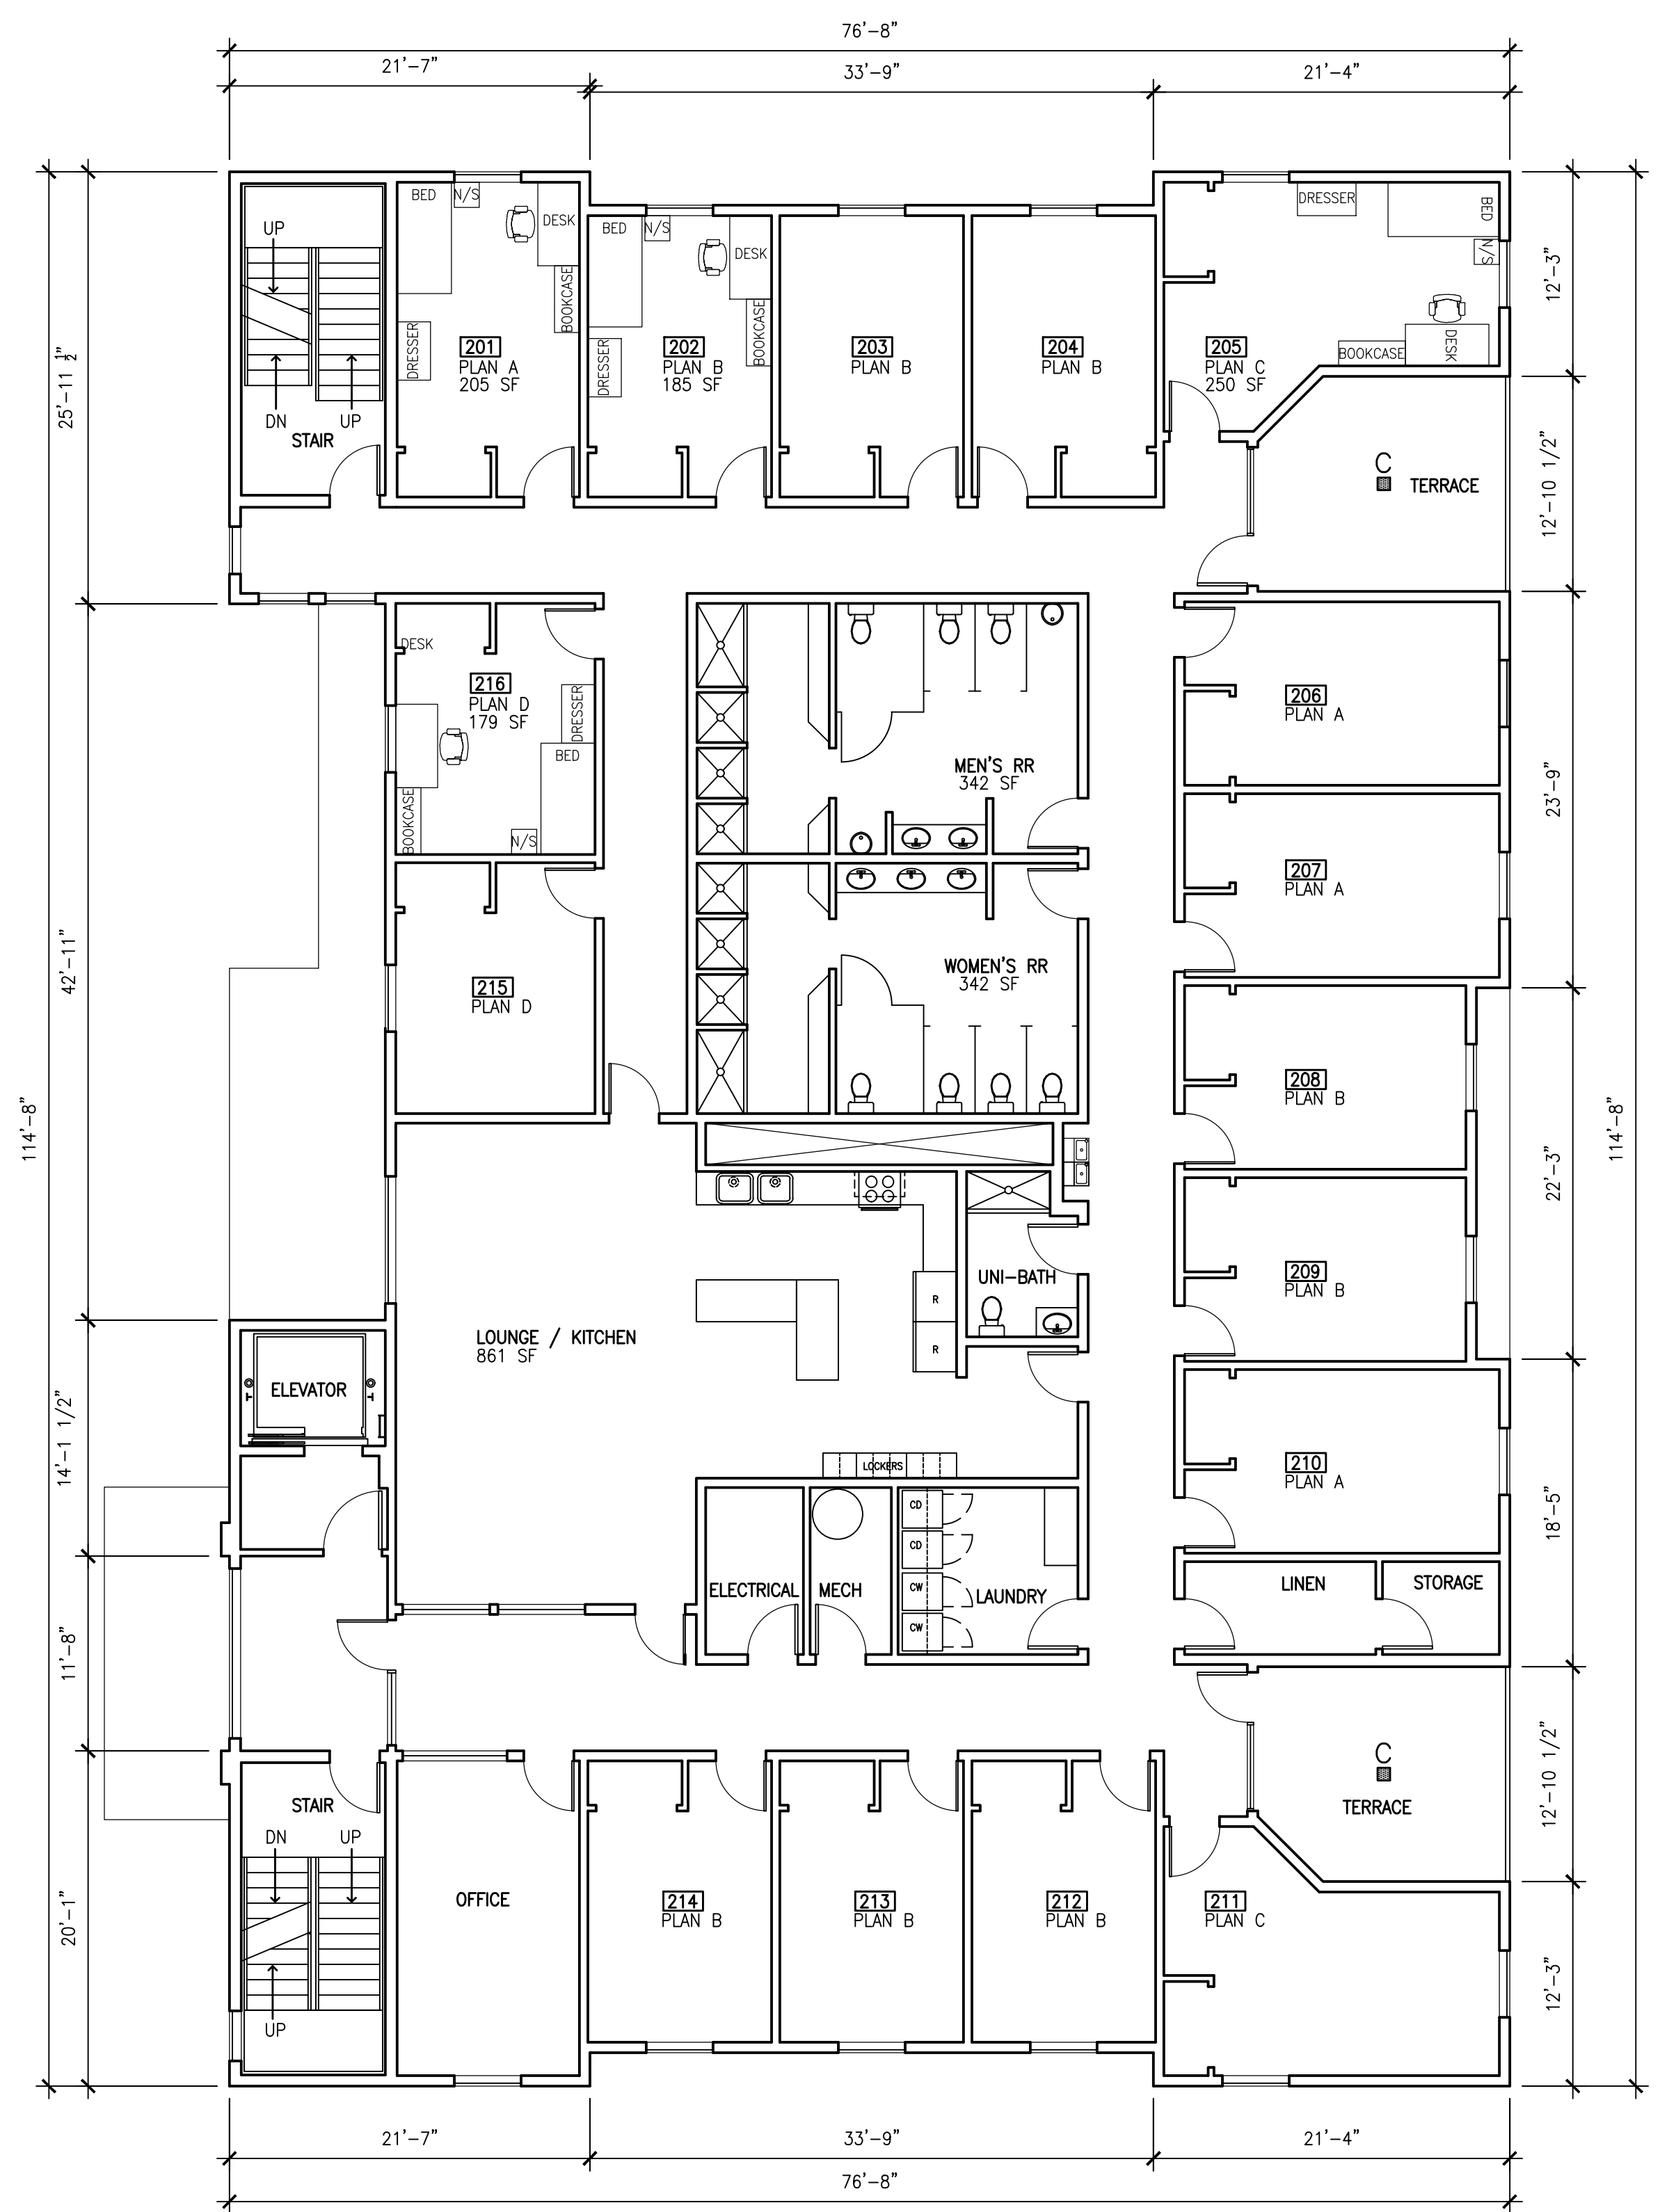 76'-8"
21'-7"
33'-9"
21'-4"
UP
DN
UP
STAIR
BED
N/S
DESK
BOOKCASE
DRESSER
201
PLAN A
205 SF
BED
N/S
DESK
BOOKCASE
DRESSER
202
PLAN B
185 SF
203
PLAN B
204
PLAN B
DRESSER
BED
N/S
DESK
BOOKCASE
205
PLAN C
250 SF
C
TERRACE
25'-11 1/2"
42'-11"
114'-8"
14'-1 1/2"
11'-8"
20'-1"
12'-3"
12'-10 1/2"
23'-9"
22'-3"
114'-8"
18'-5"
12'-10 1/2"
12'-3"
DESK
216
PLAN D
179 SF
DRESSER
BED
BOOKCASE
N/S
215
PLAN D
MEN'S RR
342 SF
WOMEN'S RR
342 SF
206
PLAN A
207
PLAN A
208
PLAN B
209
PLAN B
210
PLAN A
UNI-BATH
R
R
LOUNGE / KITCHEN
861 SF
ELEVATOR
LOCKERS
ELECTRICAL
MECH
CD
CD
CW
CW
LAUNDRY
LINEN
STORAGE
C
TERRACE
STAIR
DN
UP
UP
OFFICE
214
PLAN B
213
PLAN B
212
PLAN B
211
PLAN C
21'-7"
33'-9"
21'-4"
76'-8"